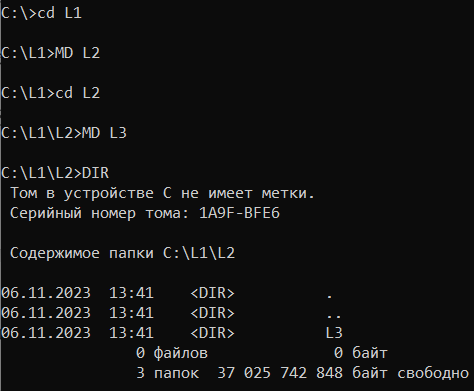 C:\>cd L1
C:\L1>MD L2
C:\L1>cd L2
C:\L1\L2>MD L3
C:\L1\L2>DIR
Том в устройстве C не имеет метки.
Серийный номер тома: 1A9F-BFE6
Содержимое папки C:\L1\L2
06.11.2023  13:41    <DIR>          .
06.11.2023  13:41    <DIR>          ..
06.11.2023  13:41    <DIR>          L3
0 файлов              0 байт
3 папок  37 025 742 848 байт свободно